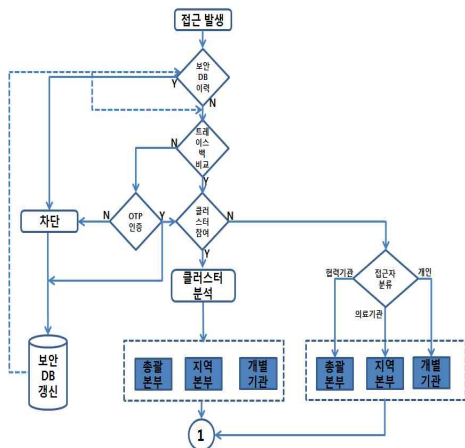 접근 발생
보안
DB
이력
Y
N
트레
이스
백
비교
N
Y
차단
N
OTP
인증
Y
클러
스터
참여
N
Y
클러스터
분석
접근자
분류
협력기관
개인
의료기관
보안
DB
갱신
총괄
본부
지역
본부
개별
기관
총괄
본부
지역
본부
개별
기관
1